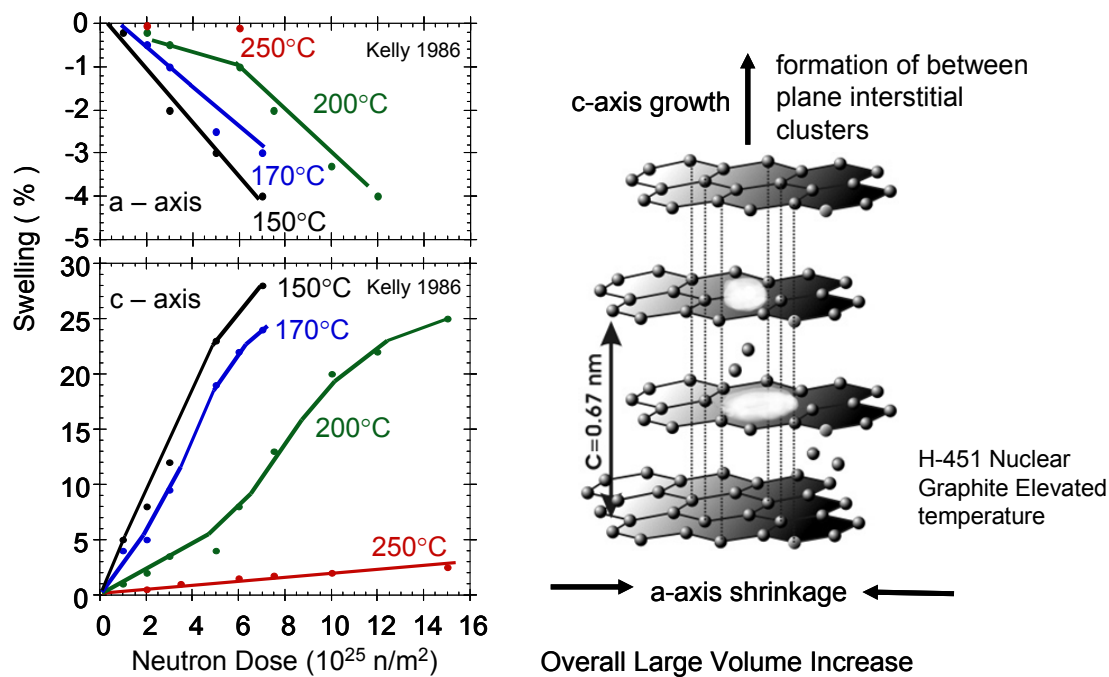 0
-1
-2
-3
-4
-5
250°C
Kelly 1986
200°C
170°C
150°C
a – axis
Swelling ( % )
30
25
20
15
10
5
0
c – axis
150°C
Kelly 1986
170°C
200°C
250°C
0 2 4 6 8 10 12 14 16
Neutron Dose (10²⁵ n/m²)
c-axis growth
formation of between
plane interstitial
clusters
C=0.67 nm
H-451 Nuclear
Graphite Elevated
temperature
a-axis shrinkage
Overall Large Volume Increase